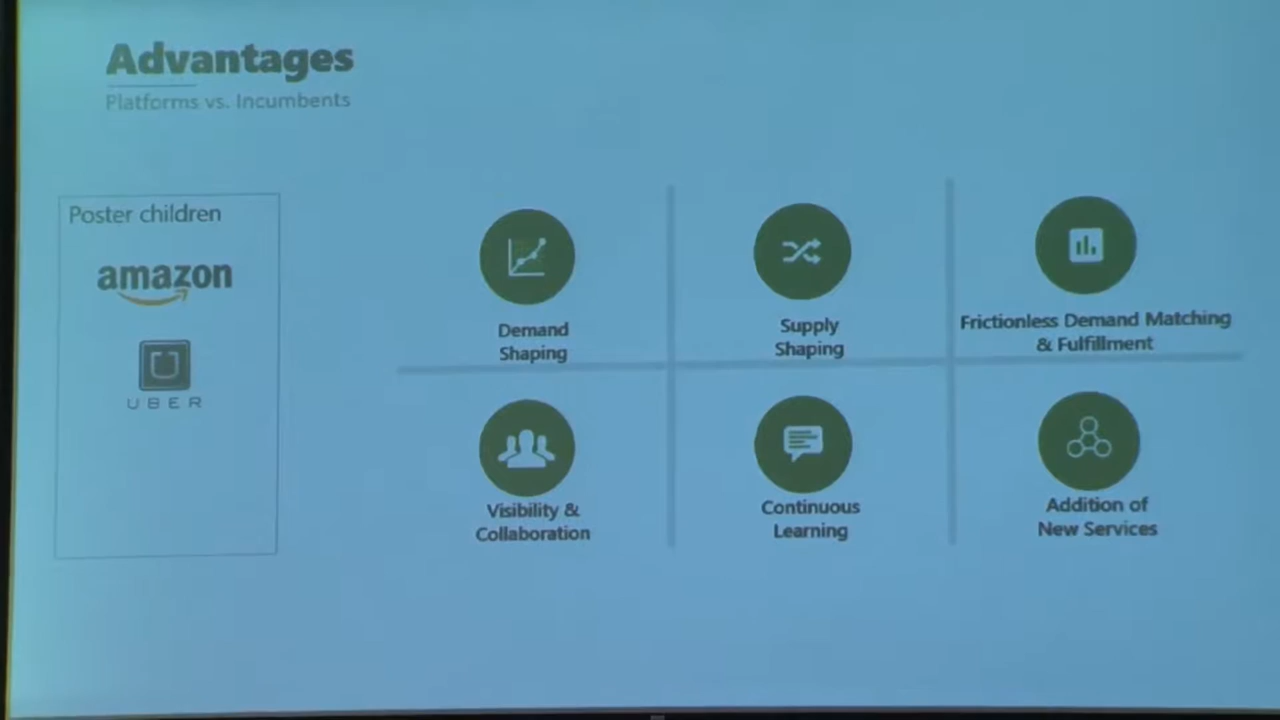 Advantages
Platforms vs. Incumbents
Poster children
amazon
UBER
Demand
Shaping
Supply
Shaping
Frictionless Demand Matching
& Fulfillment
Visibility &
Collaboration
Continuous
Learning
Addition of
New Services